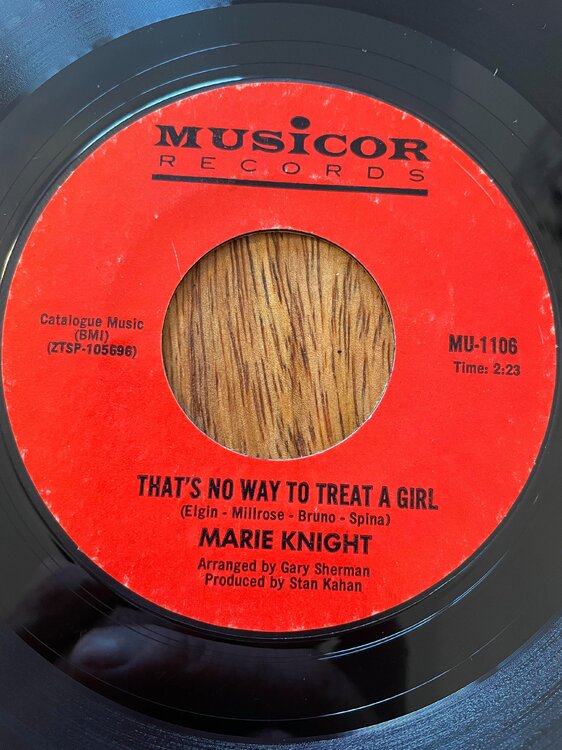 MUSICOR
RECORDS
Catalogue Music
(BMI)
(ZTSP-105696)
MU-1106
Time: 2:23
THAT'S NO WAY TO TREAT A GIRL
(Elgin - Millrose - Bruno - Spina)
MARIE KNIGHT
Arranged by Gary Sherman
Produced by Stan Kahan